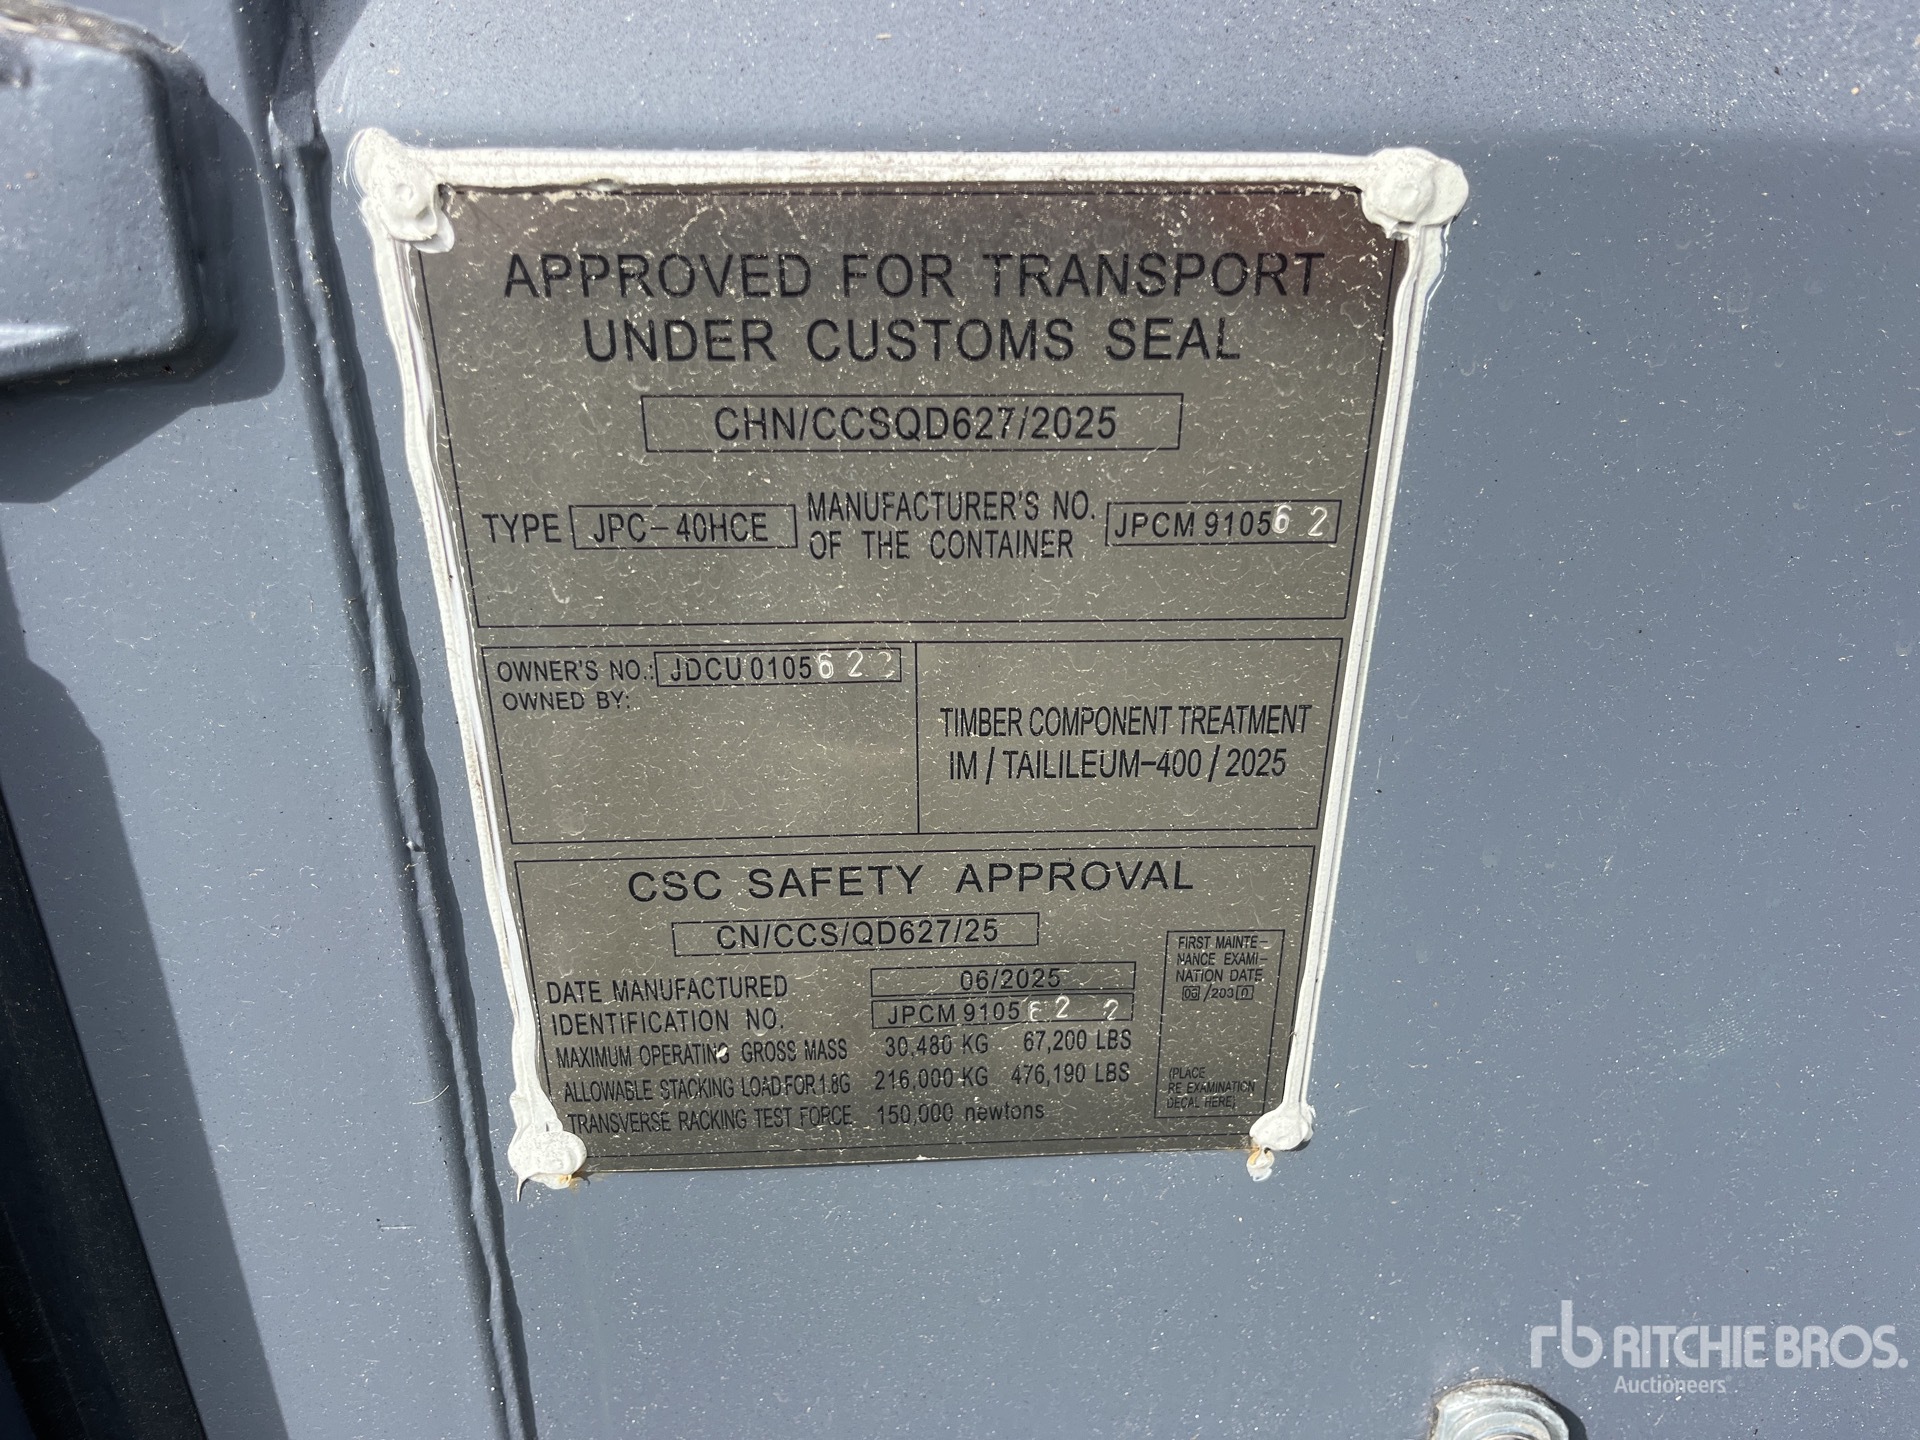 APPROVED FOR TRANSPORT
UNDER CUSTOMS SEAL
CHN/CCSQD627/2025
TYPE JPC-40HCE MANUFACTURER'S NO. OF THE CONTAINER JPCM 910562
OWNER'S NO.: JDCU 0105622
OWNED BY:
TIMBER COMPONENT TREATMENT
IM / TAILILEUM-400 / 2025
CSC SAFETY APPROVAL
CN/CCS/QD627/25
DATE MANUFACTURED 06/2025
IDENTIFICATION NO. JPCM 9105622
MAXIMUM OPERATING GROSS MASS 30,480 KG 67,200 LBS
ALLOWABLE STACKING LOAD FOR 1.8G 216,000 KG 476,190 LBS
TRANSVERSE RACKING TEST FORCE 150,000 newtons
FIRST MAINTE-
NANCE EXAMI-
NATION DATE
06/2030
(PLACE
RE EXAMINATION
DECAL HERE)
rb RITCHIE BROS.
Auctioneers